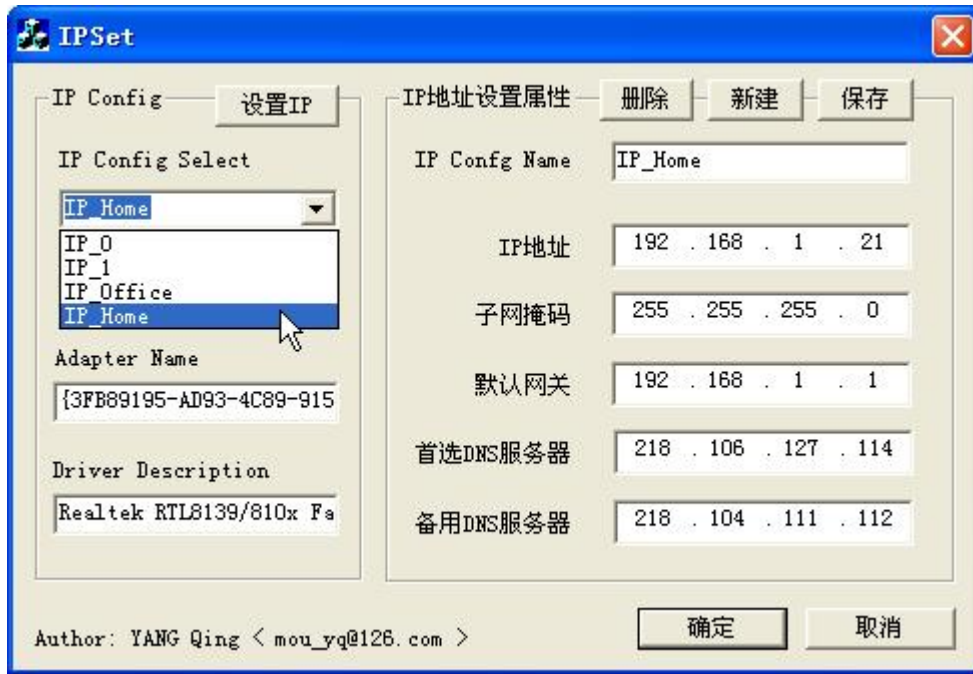 IPSet
IP Config
设置IP
IP Config Select
IP_Home
IP_0
IP_1
IP_Office
IP_Home
Adapter Name
{3FB89195-AD93-4C89-915
Driver Description
Realtek RTL8139/810x Fa
IP地址设置属性
删除
新建
保存
IP Confg Name
IP_Home
IP地址
192 . 168 . 1 . 21
子网掩码
255 . 255 . 255 . 0
默认网关
192 . 168 . 1 . 1
首选DNS服务器
218 . 106 . 127 . 114
备用DNS服务器
218 . 104 . 111 . 112
Author: YANG Qing < mou_yq@126.com >
确定
取消